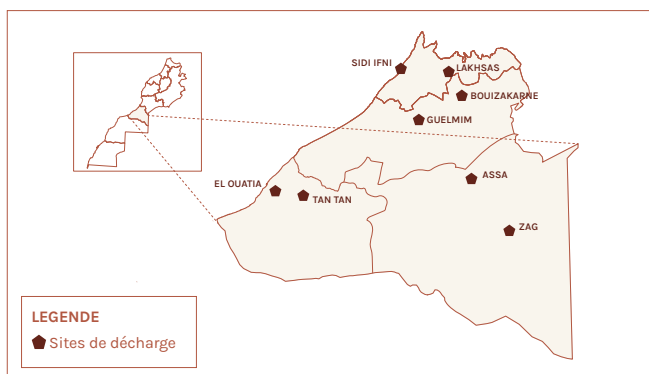 SIDI IFNI
LAKHSAS
BOUIZAKARNE
GUELMIM
ASSA
EL OUATIA
TAN TAN
ZAG
LEGENDE
Sites de décharge